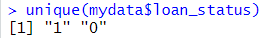 > unique(mydata$loan_status)
[1] "1" "0"